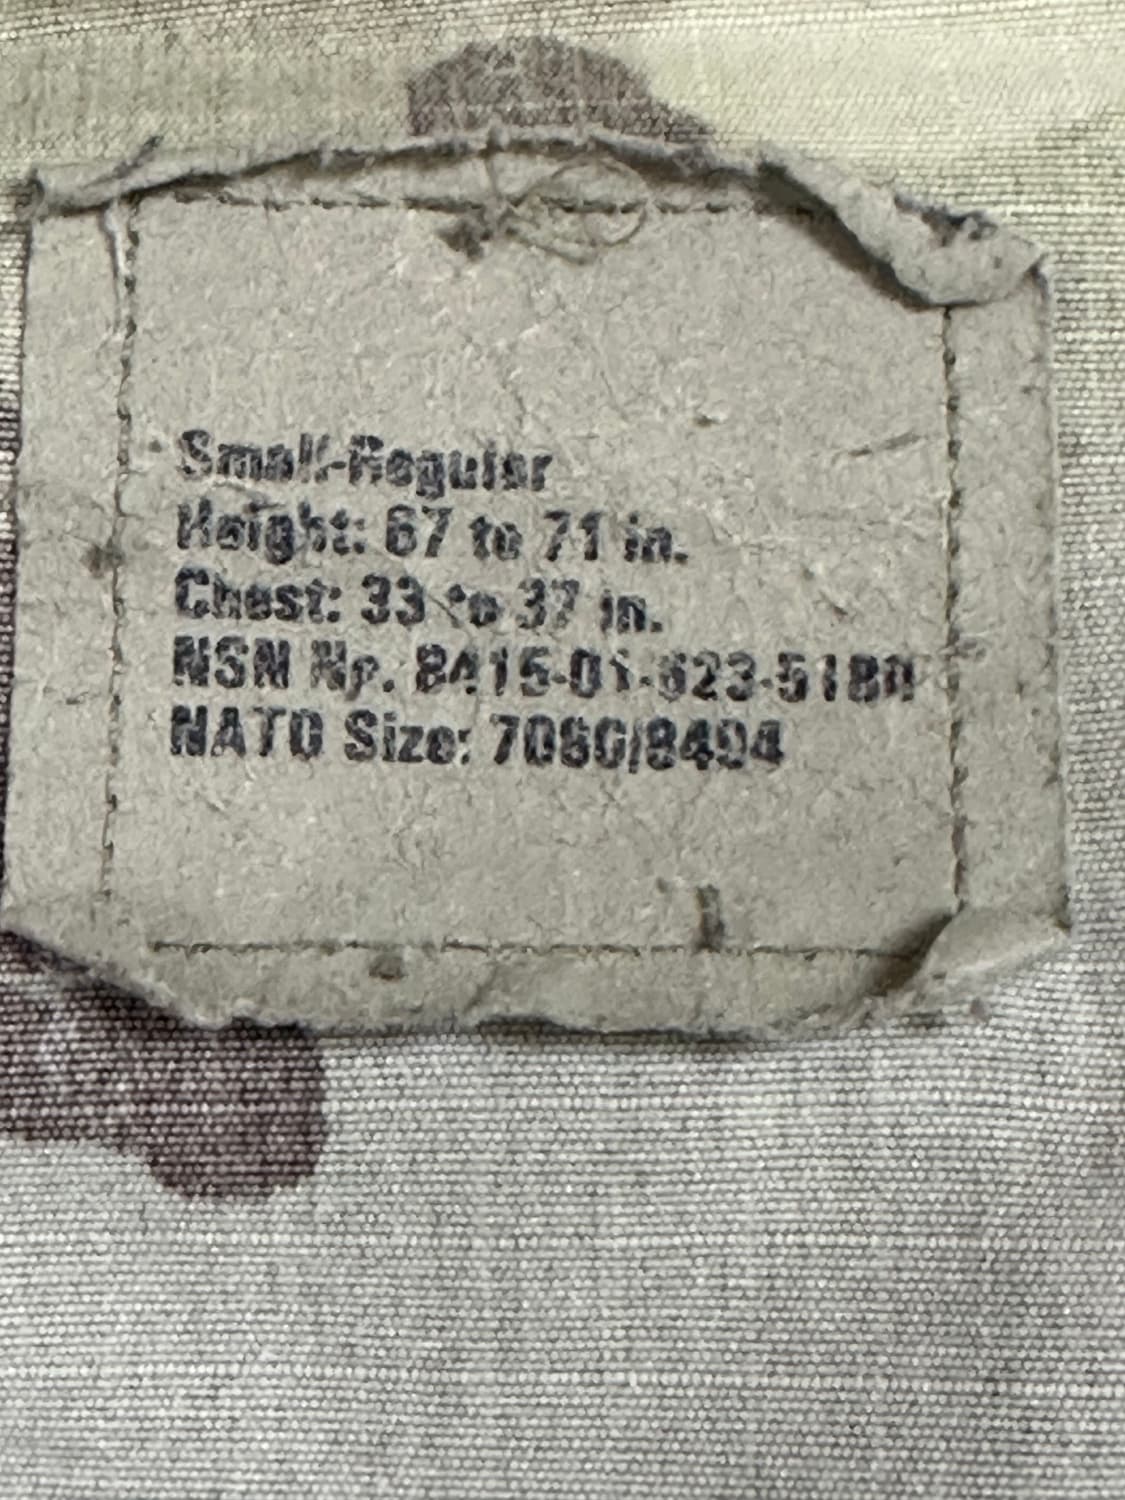 Small-Regular
Height: 67 to 71 in.
Chest: 33 to 37 in.
NSN No. 8415-01-623-5180
NATO Size: 7080/8494